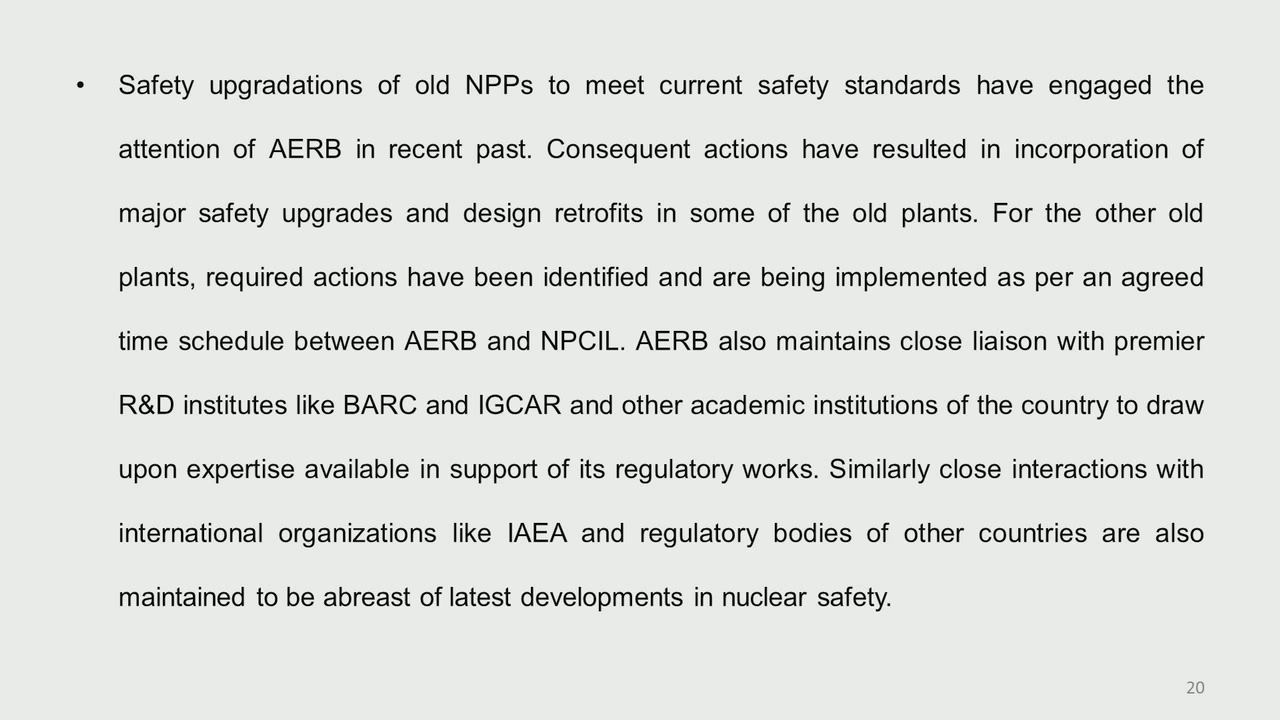 • Safety upgradations of old NPPs to meet current safety standards have engaged the
attention of AERB in recent past. Consequent actions have resulted in incorporation of
major safety upgrades and design retrofits in some of the old plants. For the other old
plants, required actions have been identified and are being implemented as per an agreed
time schedule between AERB and NPCIL. AERB also maintains close liaison with premier
R&D institutes like BARC and IGCAR and other academic institutions of the country to draw
upon expertise available in support of its regulatory works. Similarly close interactions with
international organizations like IAEA and regulatory bodies of other countries are also
maintained to be abreast of latest developments in nuclear safety.
20